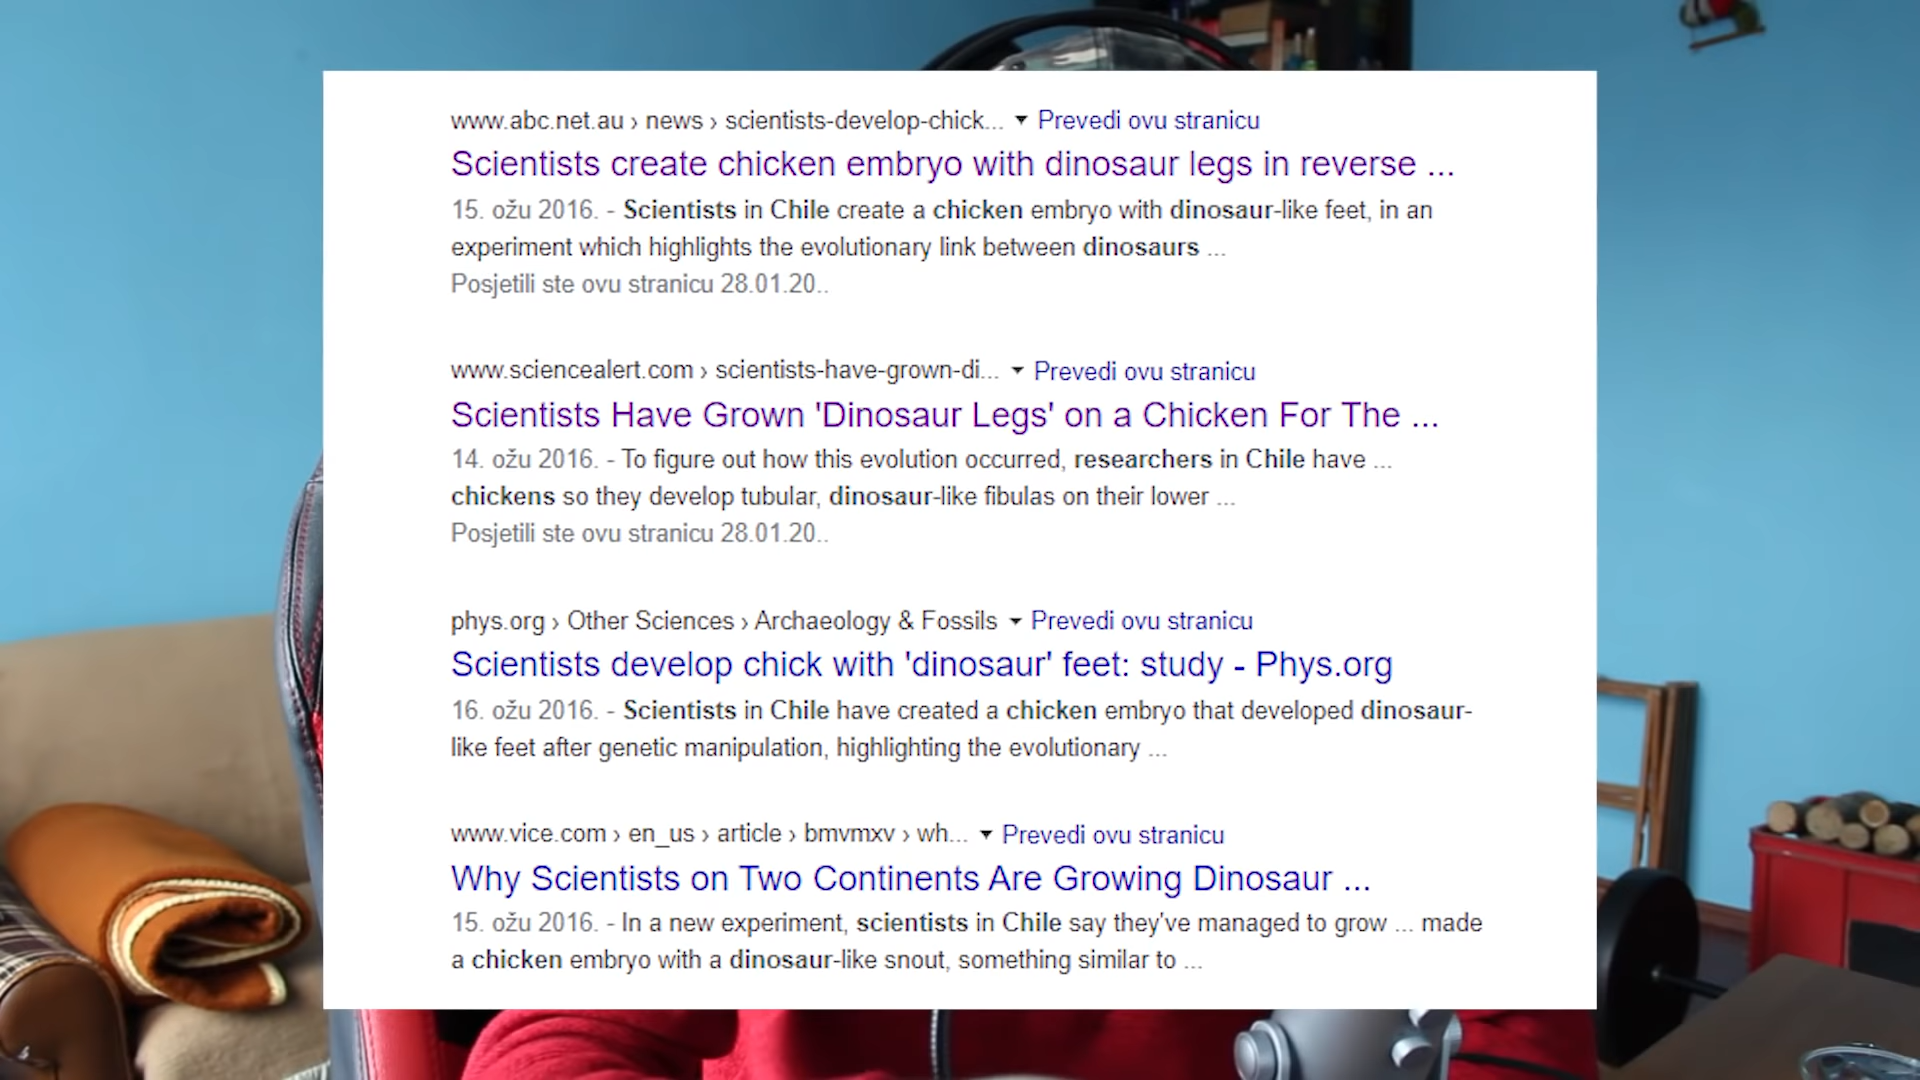 www.abc.net.au › news › scientists-develop-chick... ▼ Prevedi ovu stranicu
Scientists create chicken embryo with dinosaur legs in reverse ...
15. ožu 2016. - Scientists in Chile create a chicken embryo with dinosaur-like feet, in an
experiment which highlights the evolutionary link between dinosaurs ...
Posjetili ste ovu stranicu 28.01.20..
www.sciencealert.com › scientists-have-grown-di... ▼ Prevedi ovu stranicu
Scientists Have Grown 'Dinosaur Legs' on a Chicken For The ...
14. ožu 2016. - To figure out how this evolution occurred, researchers in Chile have ...
chickens so they develop tubular, dinosaur-like fibulas on their lower ...
Posjetili ste ovu stranicu 28.01.20..
phys.org › Other Sciences › Archaeology & Fossils ▼ Prevedi ovu stranicu
Scientists develop chick with 'dinosaur' feet: study - Phys.org
16. ožu 2016. - Scientists in Chile have created a chicken embryo that developed dinosaur-
like feet after genetic manipulation, highlighting the evolutionary ...
www.vice.com › en_us › article › bmvmxv › wh... ▼ Prevedi ovu stranicu
Why Scientists on Two Continents Are Growing Dinosaur ...
15. ožu 2016. - In a new experiment, scientists in Chile say they've managed to grow ... made
a chicken embryo with a dinosaur-like snout, something similar to ...